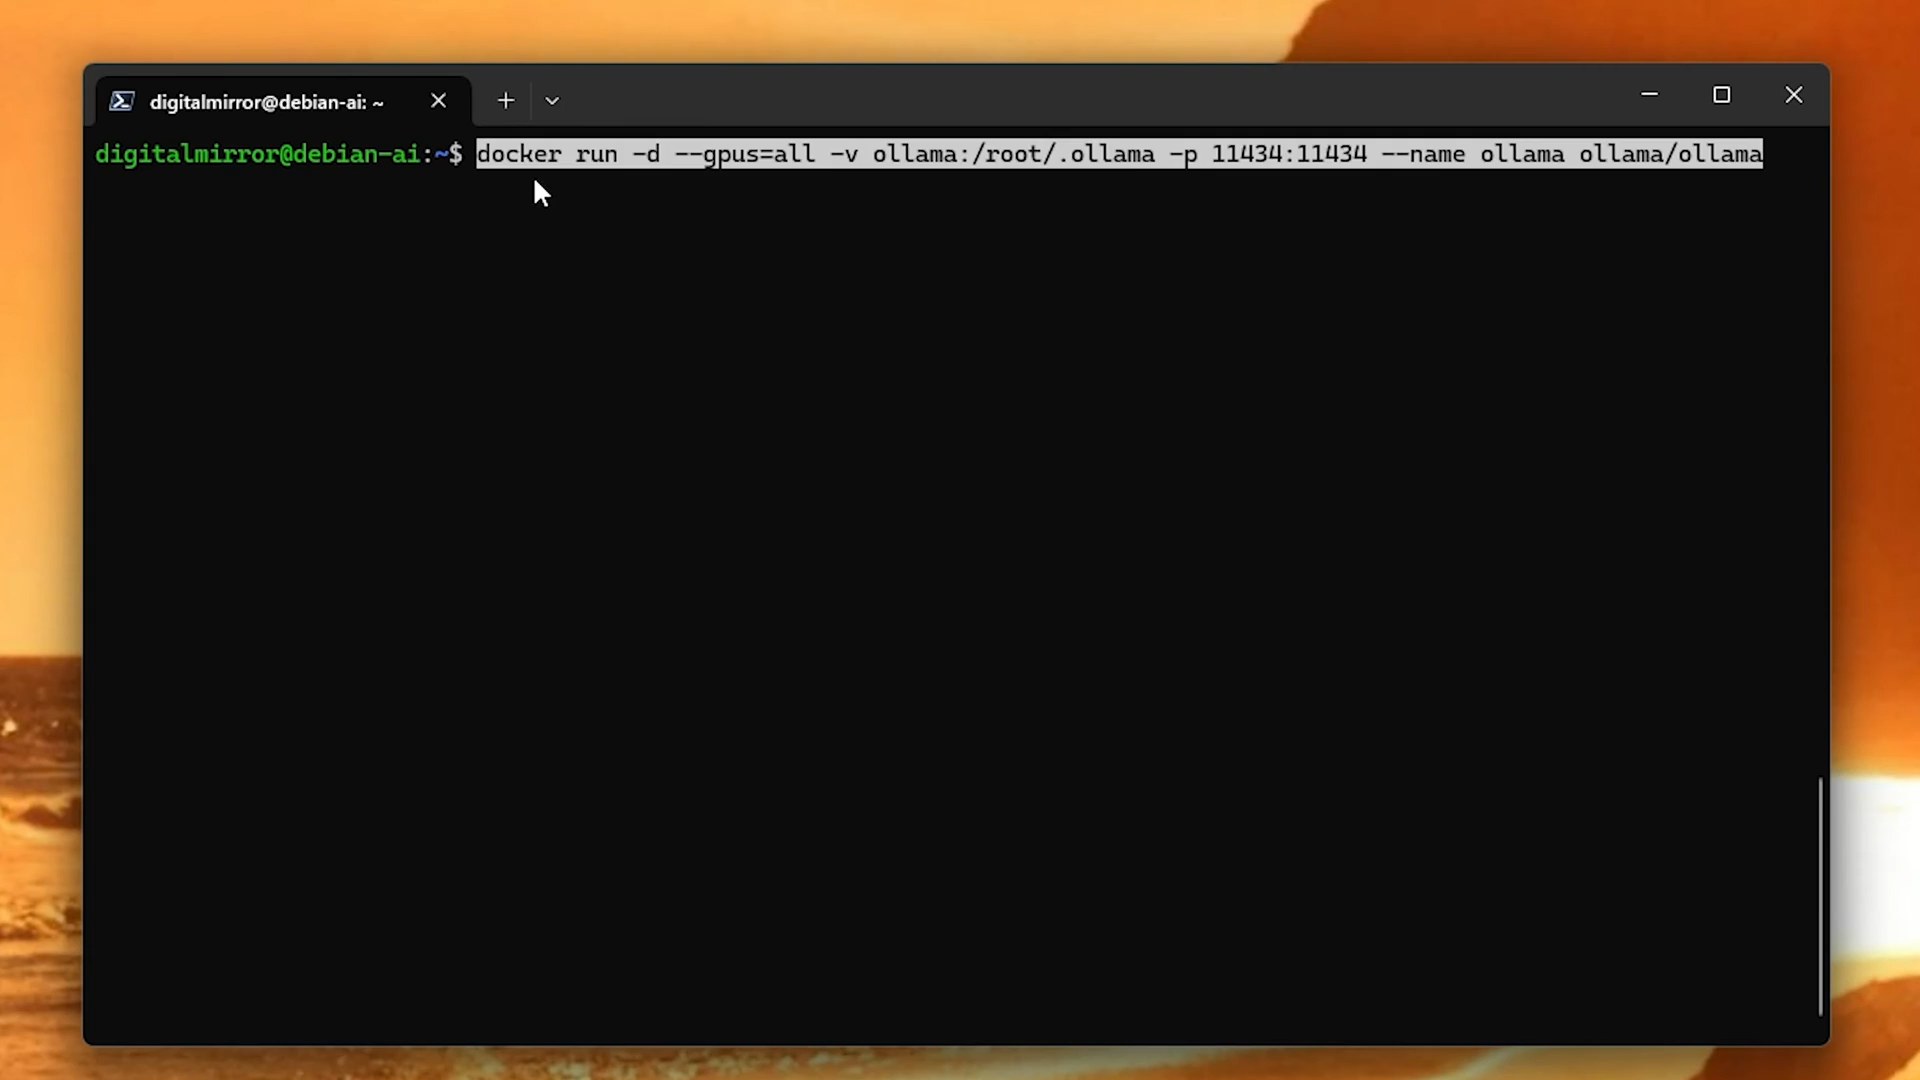 digitalmirror@debian-ai: ~
digitalmirror@debian-ai:~$ docker run -d --gpus=all -v ollama:/root/.ollama -p 11434:11434 --name ollama ollama/ollama